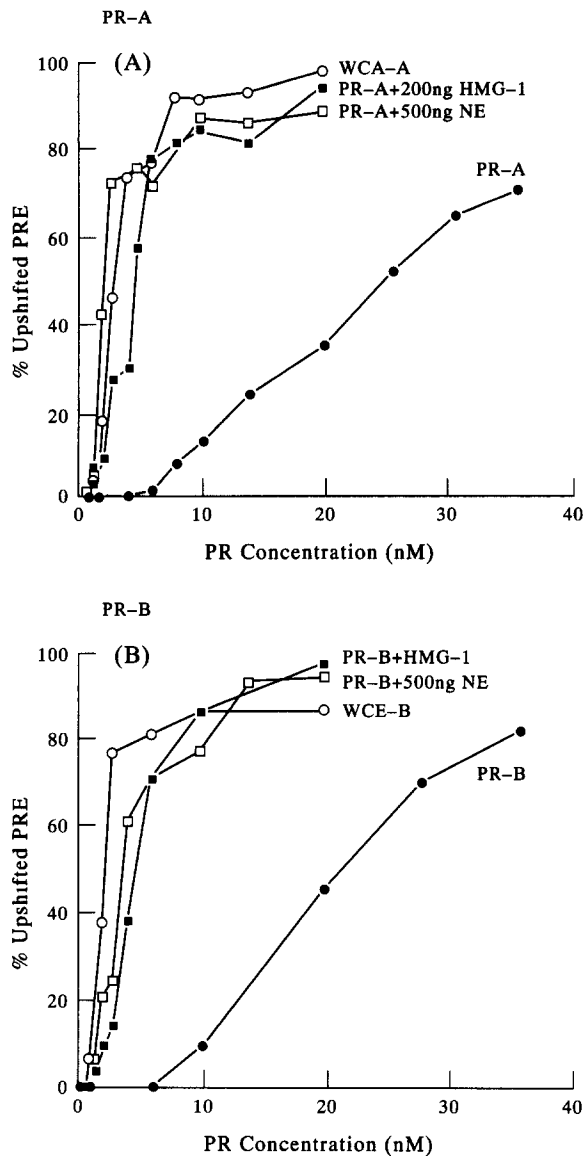 PR-A
(A)
100
80
60
40
20
0
% Upshifted PRE
WCA-A
PR-A+200ng HMG-1
PR-A+500ng NE
PR-A
0
10
20
30
40
PR Concentration (nM)
PR-B
(B)
100
80
60
40
20
0
% Upshifted PRE
PR-B+HMG-1
PR-B+500ng NE
WCE-B
PR-B
10
20
30
40
PR Concentration (nM)